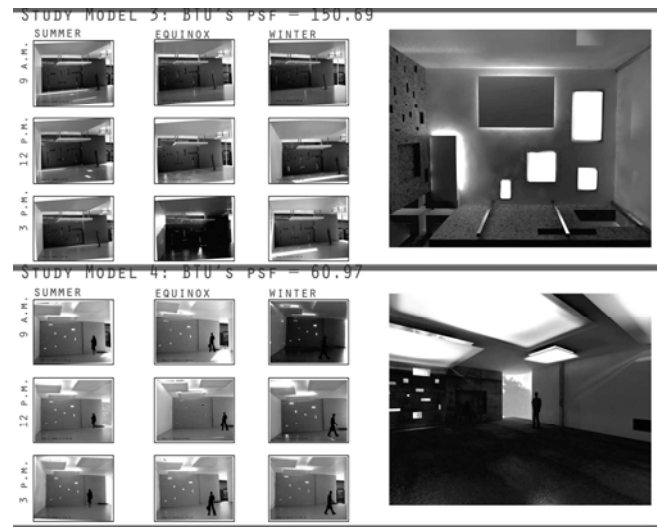 STUDY MODEL 3: BTU'S PSF = 150.69
SUMMER EQUINOX WINTER
9 A.M.
12 P.M.
3 P.M.
STUDY MODEL 4: BTU'S PSF = 60.97
SUMMER EQUINOX WINTER
9 A.M.
12 P.M.
3 P.M.